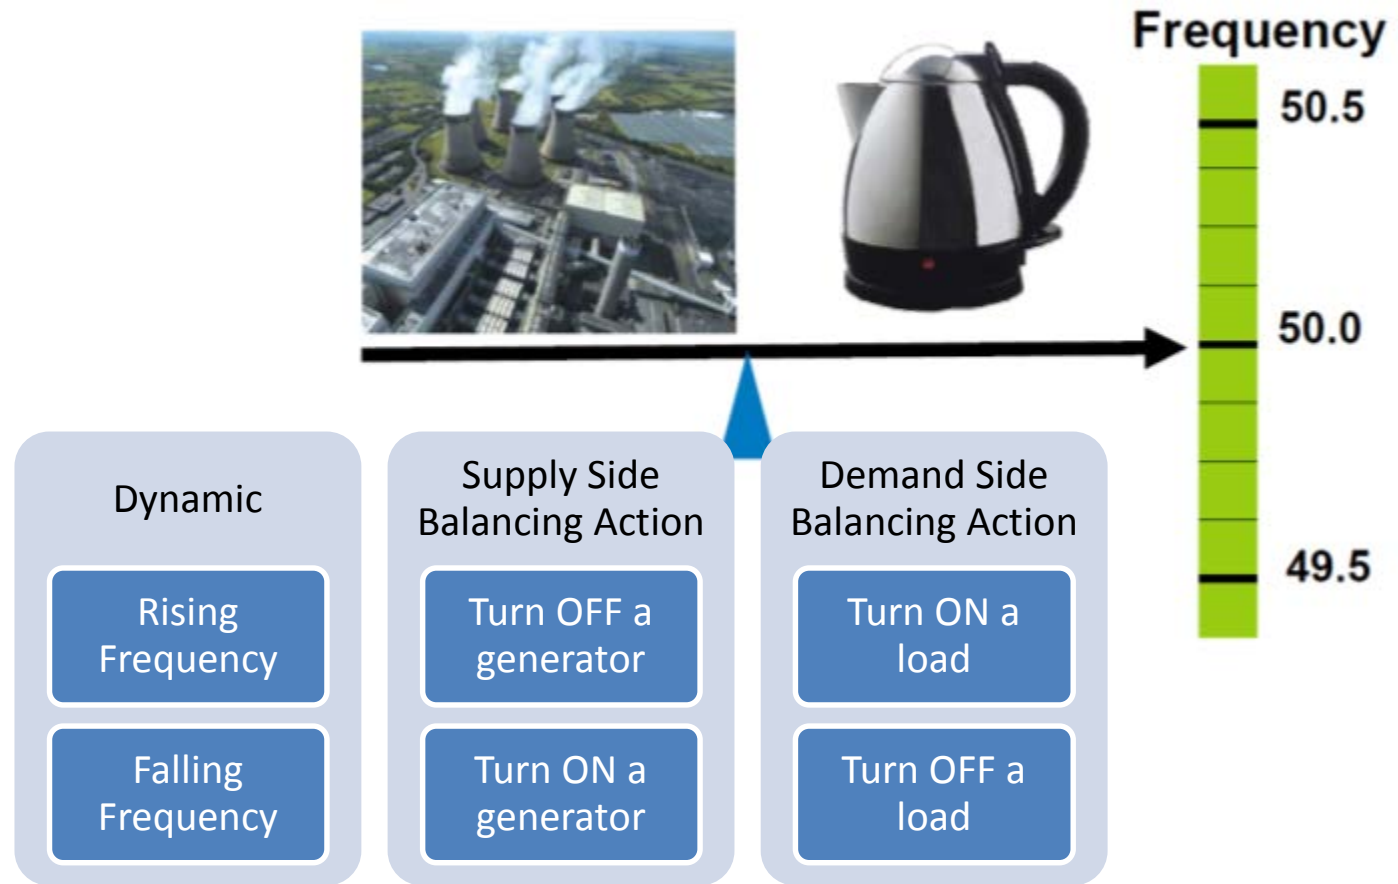 Frequency
50.5
50.0
49.5
Dynamic
Rising
Frequency
Falling
Frequency
Supply Side
Balancing Action
Turn OFF a
generator
Turn ON a
generator
Demand Side
Balancing Action
Turn ON a
load
Turn OFF a
load